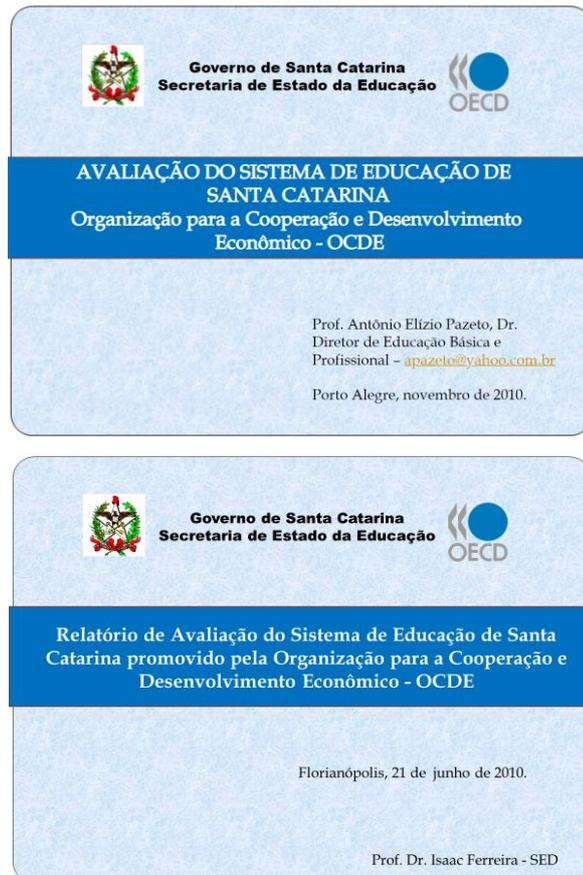 Governo de Santa Catarina
Secretaria de Estado da Educação
OECD
AVALIAÇÃO DO SISTEMA DE EDUCAÇÃO DE
SANTA CATARINA
Organização para a Cooperação e Desenvolvimento
Econômico - OCDE
Prof. Antônio Elízio Pazeto, Dr.
Diretor de Educação Básica e
Profissional – apazeto@yahoo.com.br
Porto Alegre, novembro de 2010.
Governo de Santa Catarina
Secretaria de Estado da Educação
OECD
Relatório de Avaliação do Sistema de Educação de Santa
Catarina promovido pela Organização para a Cooperação e
Desenvolvimento Econômico - OCDE
Florianópolis, 21 de junho de 2010.
Prof. Dr. Isaac Ferreira - SED